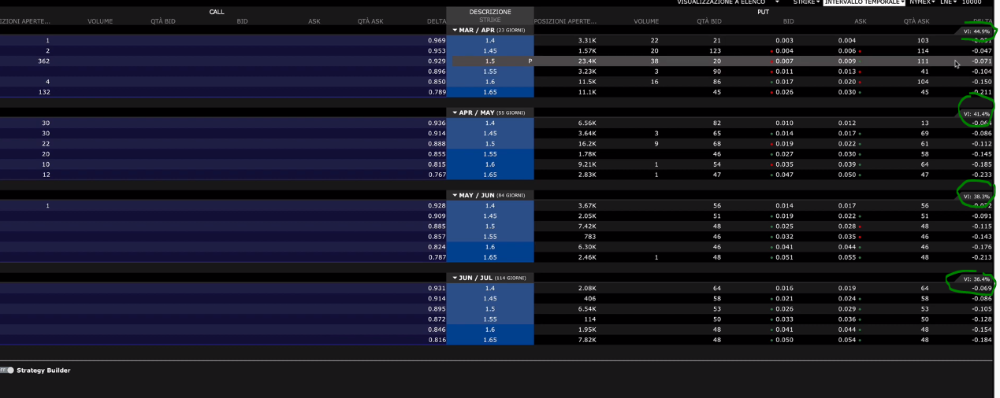 VISUALIZZAZIONE A ELENCO STRIKE INTERVALLO TEMPORALE NYMEX LNE 10000
CALL DESCRIZIONE PUT
ZIONI APERTE... VOLUME QTÀ BID BID ASK QTÀ ASK DELTA STRIKE POSIZIONI APERTE... VOLUME QTÀ BID BID ASK QTÀ ASK DELTA
MAR / APR (23 GIORNI) VI: 44.9%
1 0.969 1.4 3.31K 22 21 0.003 0.004 103
2 0.953 1.45 1.57K 20 123 0.004 0.006 114 -0.047
362 0.929 1.5 P 23.4K 38 20 0.007 0.009 111 -0.071
0.896 1.55 3.23K 3 90 0.011 0.013 41 -0.104
4 0.850 1.6 11.5K 16 86 0.017 0.020 104 -0.150
132 0.789 1.65 11.1K 45 0.026 0.030 45 -0.211
APR / MAY (55 GIORNI) VI: 41.4%
30 0.936 1.4 6.56K 82 0.010 0.012 13 -0.064
30 0.914 1.45 3.64K 3 65 0.014 0.017 69 -0.086
22 0.888 1.5 16.2K 9 68 0.019 0.022 61 -0.112
20 0.855 1.55 1.78K 46 0.027 0.030 58 -0.145
10 0.815 1.6 9.21K 1 54 0.035 0.039 64 -0.185
12 0.767 1.65 2.83K 1 47 0.047 0.050 47 -0.233
MAY / JUN (84 GIORNI) VI: 38.3%
1 0.928 1.4 3.67K 56 0.014 0.017 56 -0.072
0.909 1.45 2.05K 51 0.019 0.022 51 -0.091
0.885 1.5 7.42K 48 0.025 0.028 48 -0.115
0.857 1.55 783 46 0.032 0.035 46 -0.143
0.824 1.6 6.30K 46 0.041 0.044 46 -0.176
0.787 1.65 2.46K 1 48 0.051 0.055 48 -0.213
JUN / JUL (114 GIORNI) VI: 36.4%
0.931 1.4 2.08K 64 0.016 0.019 64 -0.069
0.914 1.45 406 58 0.021 0.024 58 -0.086
0.895 1.5 6.54K 53 0.026 0.029 53 -0.105
0.872 1.55 114 50 0.033 0.036 50 -0.128
0.846 1.6 1.95K 48 0.041 0.044 48 -0.154
0.816 1.65 7.82K 48 0.050 0.054 48 -0.184
Strategy Builder